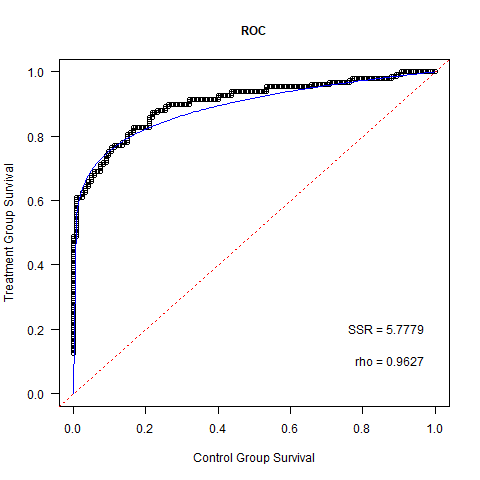 ROC
Treatment Group Survival
1.0
0.8
0.6
0.4
0.2
0.0
SSR = 5.7779
rho = 0.9627
0.0 0.2 0.4 0.6 0.8 1.0
Control Group Survival